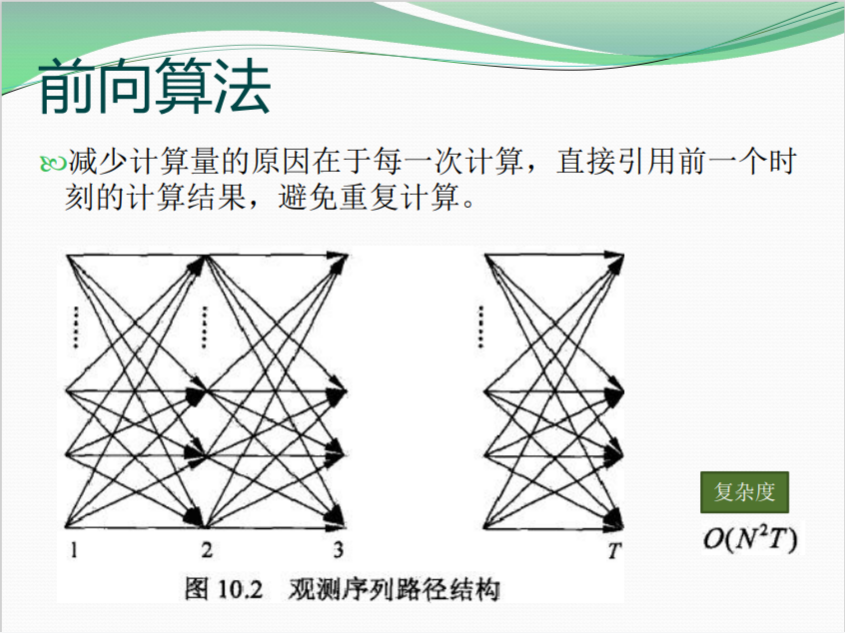 前向算法
减少计算量的原因在于每一次计算，直接引用前一个时
刻的计算结果，避免重复计算。
1 2 3 T
复杂度
O(N²T)
图 10.2 观测序列路径结构